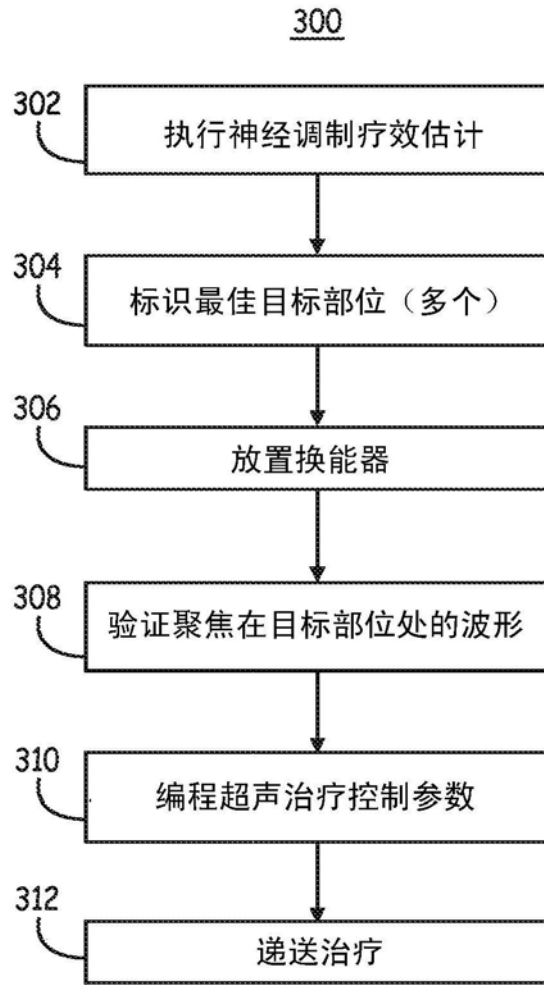 300
302
执行神经调制疗效估计
304
标识最佳目标部位（多个）
306
放置换能器
308
验证聚焦在目标部位处的波形
310
编程超声治疗控制参数
312
递送治疗